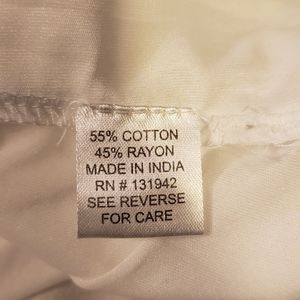 55% COTTON
45% RAYON
MADE IN INDIA
RN # 131942
SEE REVERSE
FOR CARE